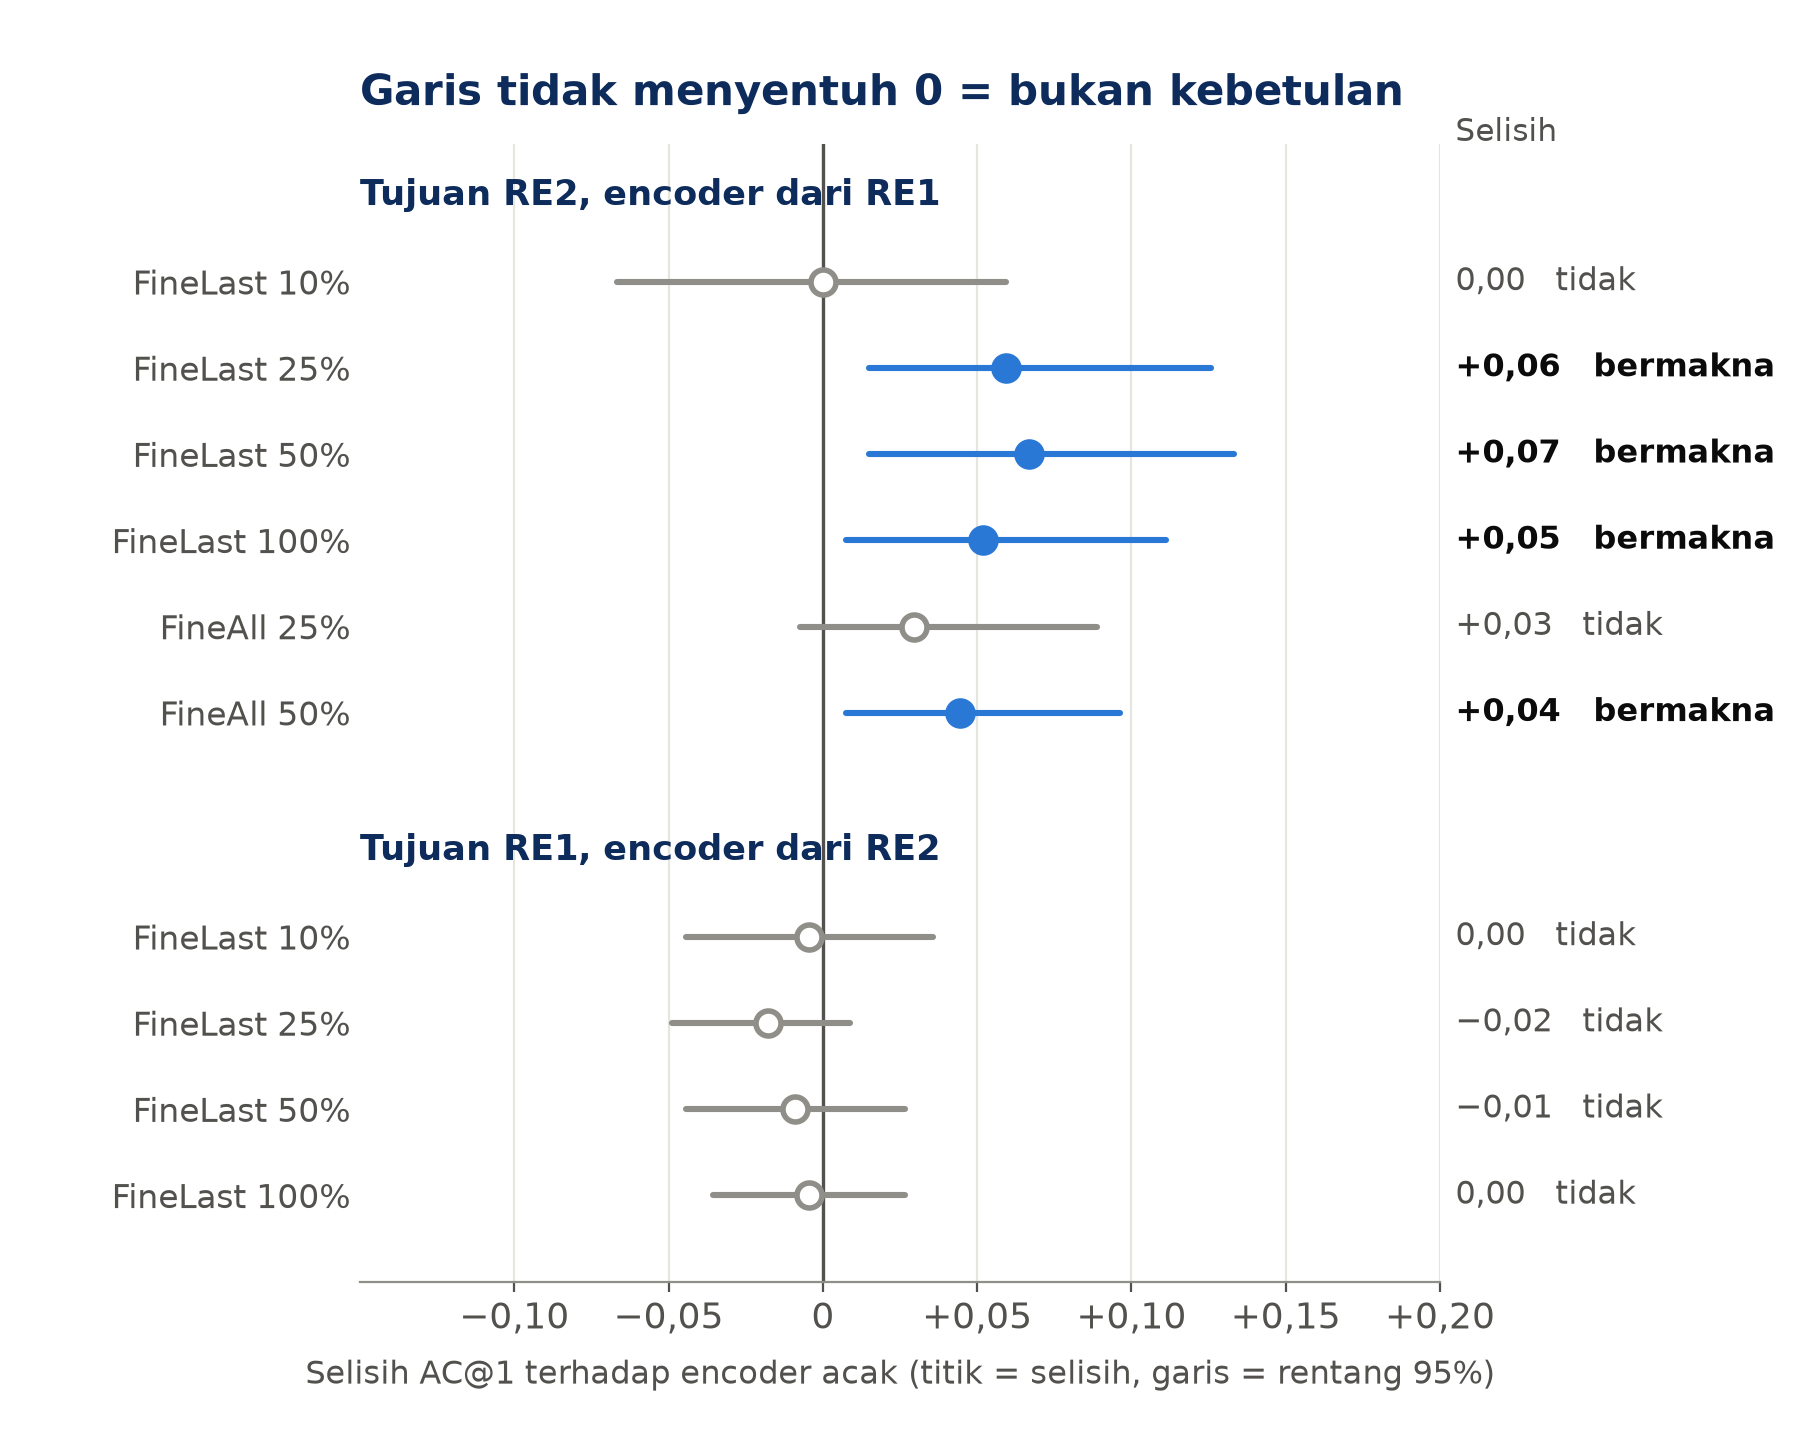 Garis tidak menyentuh 0 = bukan kebetulan
Selisih
Tujuan RE2, encoder dari RE1
FineLast 10% 0,00 tidak
FineLast 25% +0,06 bermakna
FineLast 50% +0,07 bermakna
FineLast 100% +0,05 bermakna
FineAll 25% +0,03 tidak
FineAll 50% +0,04 bermakna
Tujuan RE1, encoder dari RE2
FineLast 10% 0,00 tidak
FineLast 25% −0,02 tidak
FineLast 50% −0,01 tidak
FineLast 100% 0,00 tidak
−0,10 −0,05 0 +0,05 +0,10 +0,15 +0,20
Selisih AC@1 terhadap encoder acak (titik = selisih, garis = rentang 95%)